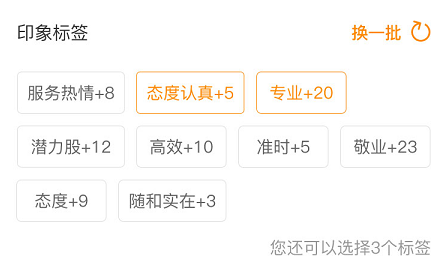 印象标签 换一批
服务热情+8 态度认真+5 专业+20
潜力股+12 高效+10 准时+5 敬业+23
态度+9 随和实在+3
您还可以选择3个标签